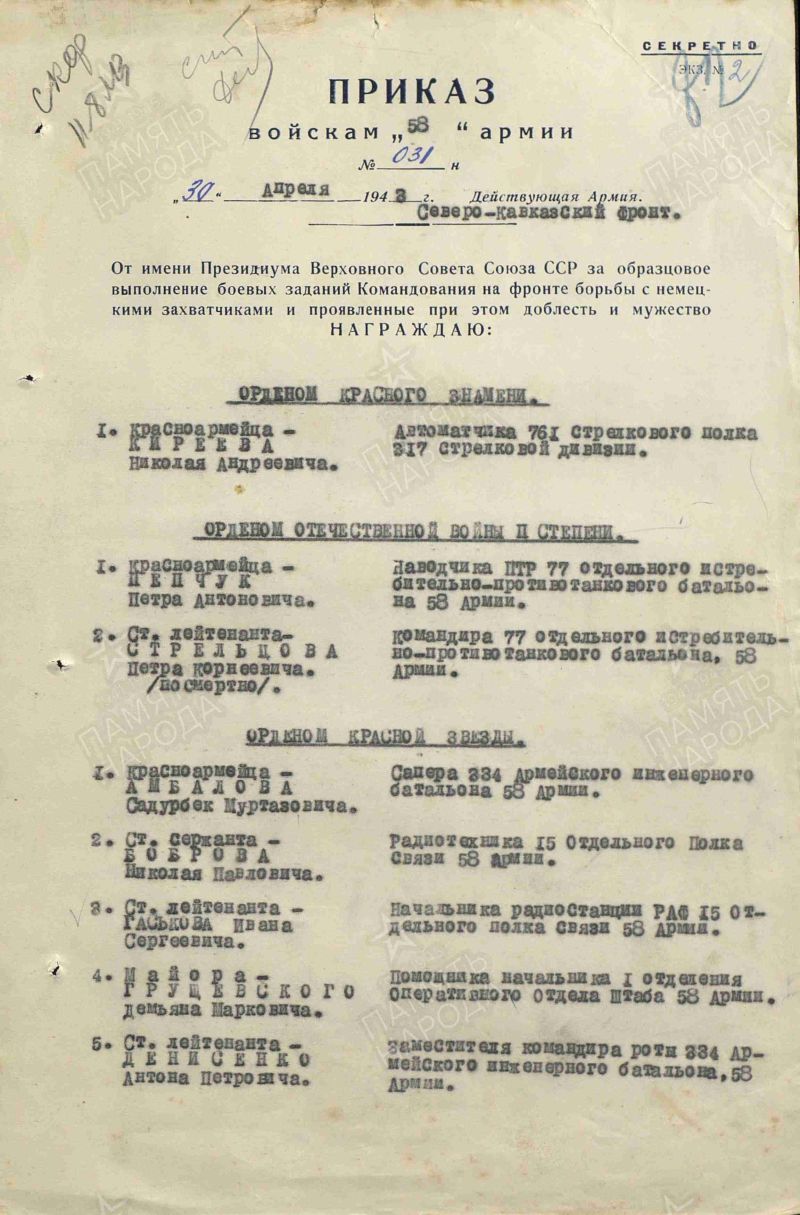 СЕКРЕТНО
ЭКЗ. № 2
ПРИКАЗ
войскам „58“ армии
№ 031 н
„30“ Апреля 1943 г. Действующая Армия.
Северо-Кавказский фронт.
От имени Президиума Верховного Совета Союза ССР за образцовое
выполнение боевых заданий Командования на фронте борьбы с немец-
кими захватчиками и проявленные при этом доблесть и мужество
НАГРАЖДАЮ:
ОРДЕНОМ КРАСНОГО ЗНАМЕНИ.
1. Красноармейца – Автоматчика 761 стрелкового полка
КИРЕЕВА 317 стрелковой дивизии.
Николая Андреевича.
ОРДЕНОМ ОТЕЧЕСТВЕННОЙ ВОЙНЫ II СТЕПЕНИ.
1. Красноармейца – Наводчика ПТР 77 отдельного истре-
ШЕПЧУК бительно-противотанкового батальо-
Петра Антоновича. на 58 Армии.
2. Ст. лейтенанта- Командира 77 отдельного истребитель-
СТРЕЛЬЦОВА но-противотанкового батальона, 58
Петра Корнеевича. Армии.
/посмертно/.
ОРДЕНОМ КРАСНОЙ ЗВЕЗДЫ.
1. Красноармейца – Сапера 334 Армейского инженерного
АМБАЛОВА батальона 58 Армии.
Садурбек Муртазовича.
2. Ст. сержанта – Радиотехника 15 Отдельного Полка
БОБРОВА Связи 58 Армии.
Николая Павловича.
3. Ст. лейтенанта – Начальника радиостанции РАФ 15 От-
ГАСЬКОВА Ивана дельного полка связи 58 Армии.
Сергеевича.
4. Майора – Помощника начальника I отделения
ГРУЩЕВСКОГО Оперативного Отдела Штаба 58 Армии.
Демьяна Марковича.
5. Ст. лейтенанта – Заместителя командира роты 334 Ар-
ДЕНИСЕНКО мейского инженерного батальона,58
Антона Петровича. Армии.
ПАМЯТЬ
НАРОДА